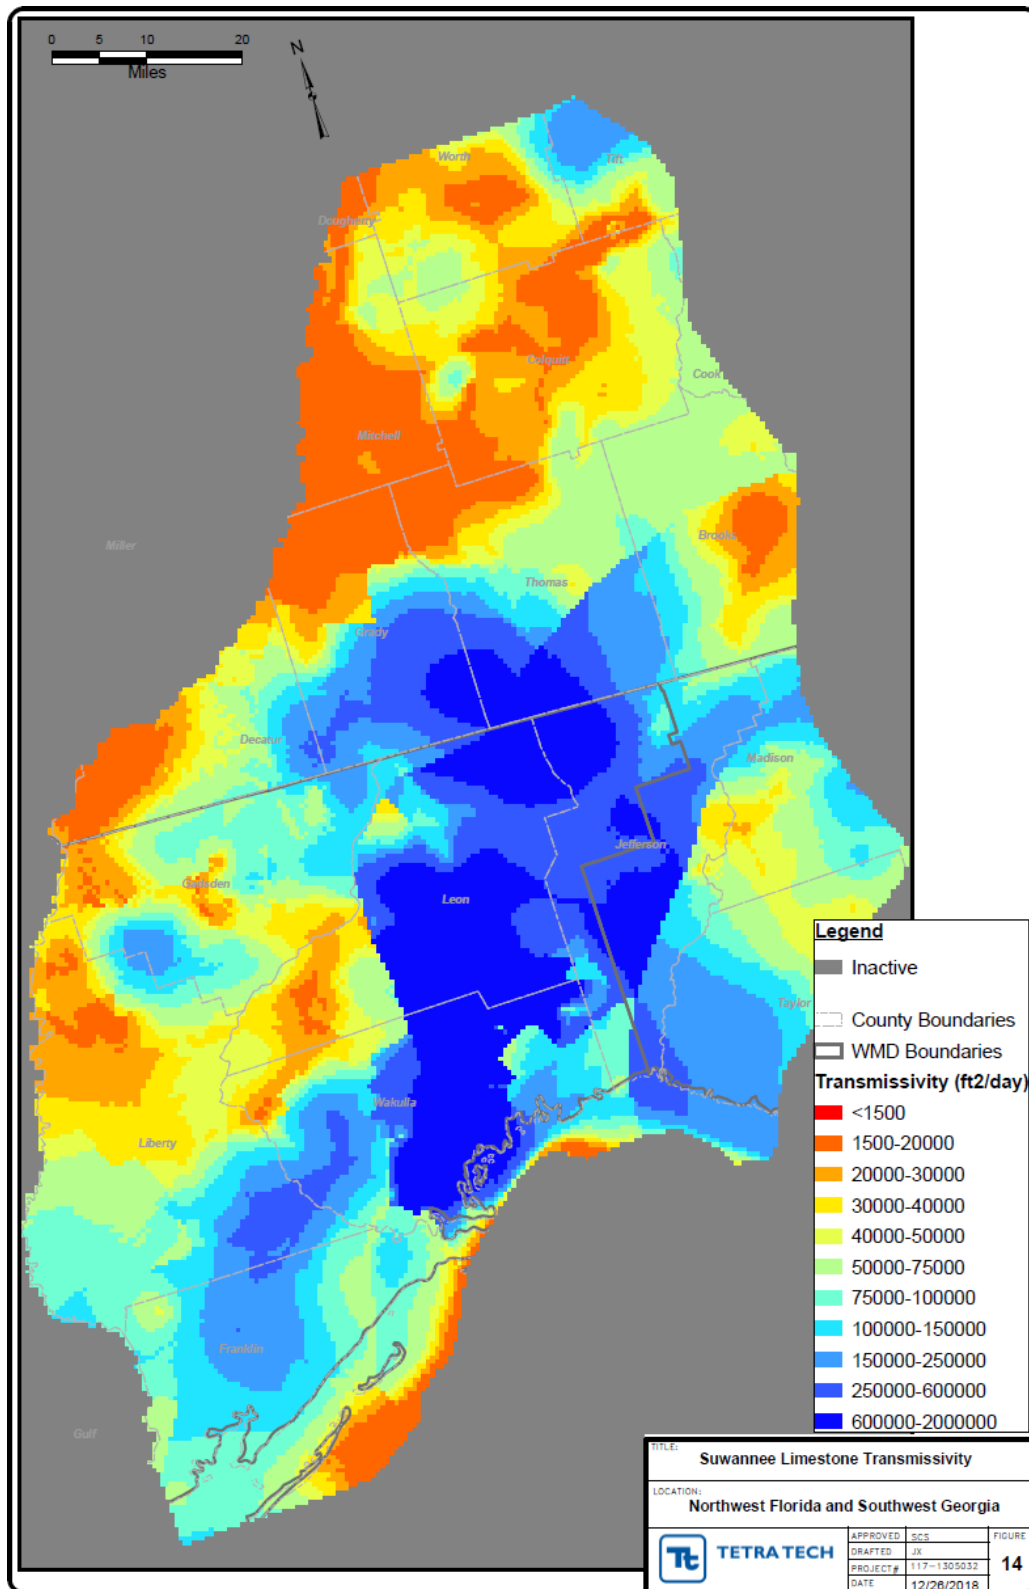 0 5 10 20
Miles
N
Worth
Tift
Dougherty
Colquitt
Cook
Mitchell
Brooks
Miller
Thomas
Grady
Decatur
Madison
Jefferson
Gadsden
Leon
Taylor
Wakulla
Liberty
Franklin
Gulf
Legend
Inactive
County Boundaries
WMD Boundaries
Transmissivity (ft2/day)
<1500
1500-20000
20000-30000
30000-40000
40000-50000
50000-75000
75000-100000
100000-150000
150000-250000
250000-600000
600000-2000000
TITLE:
Suwannee Limestone Transmissivity
LOCATION:
Northwest Florida and Southwest Georgia
Tt TETRA TECH
APPROVED SCS
DRAFTED JX
PROJECT# 117-1305032
DATE 12/26/2018
FIGURE
14